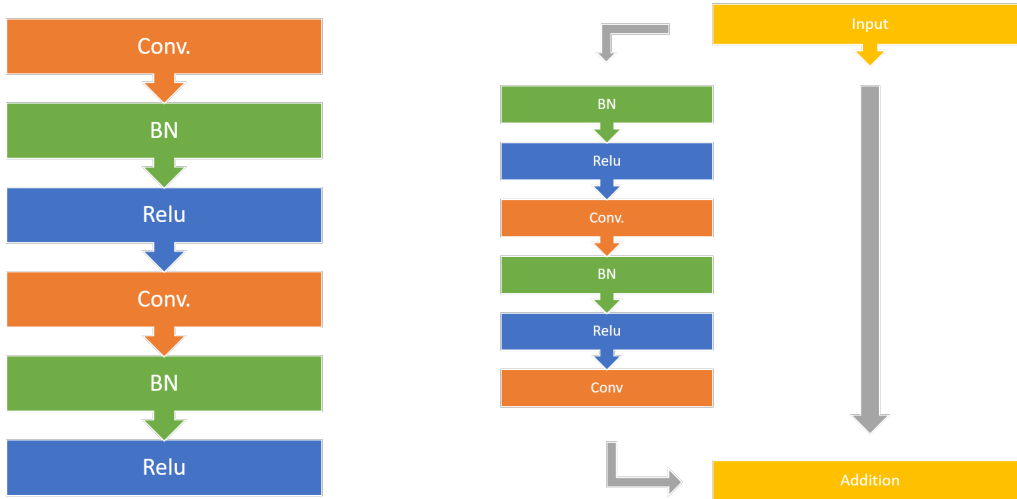 Conv.
BN
Relu
Conv.
BN
Relu
Input
BN
Relu
Conv.
BN
Relu
Conv
Addition